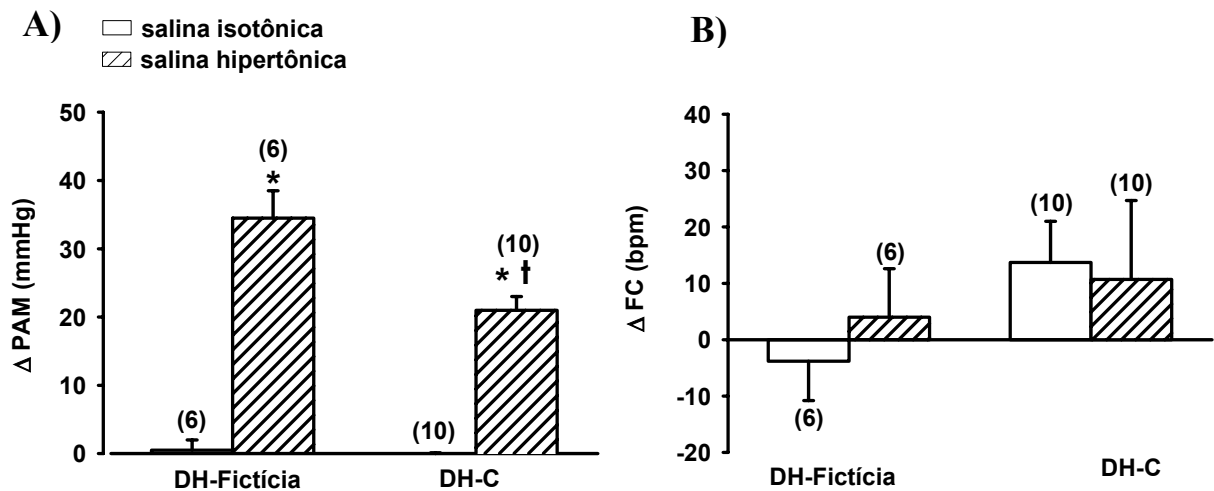 A)
salina isotônica
salina hipertônica
Δ PAM (mmHg)
50
40
30
20
10
0
(6)
(6)
*
(10)
(10)
* †
DH-Fictícia
DH-C
B)
Δ FC (bpm)
40
30
20
10
0
-10
-20
(6)
(6)
(10)
(10)
DH-Fictícia
DH-C